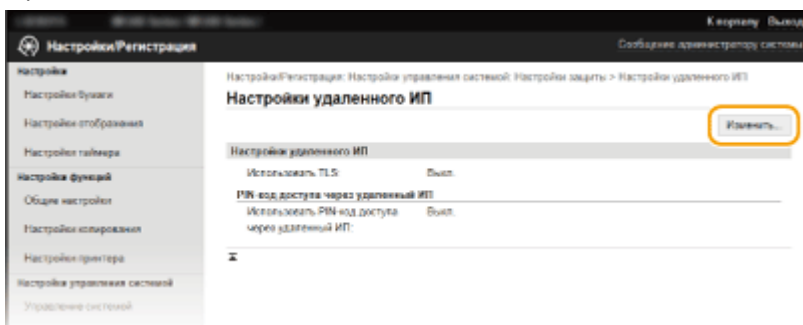 К порталу Выход
Настройки/Регистрация
Сообщение администратору системы
Настройки
Настройки бумаги
Настройки отображения
Настройки таймера
Настройки функций
Общие настройки
Настройки копирования
Настройки принтера
Настройки управления системой
Управление системой
Настройки/Регистрация: Настройки управления системой: Настройки защиты > Настройки удаленного ИП
Настройки удаленного ИП
Изменить...
Настройки удаленного ИП
Использовать TLS: Выкл.
PIN-код доступа через удаленный ИП
Использовать PIN-код доступа Выкл.
через удаленный ИП: